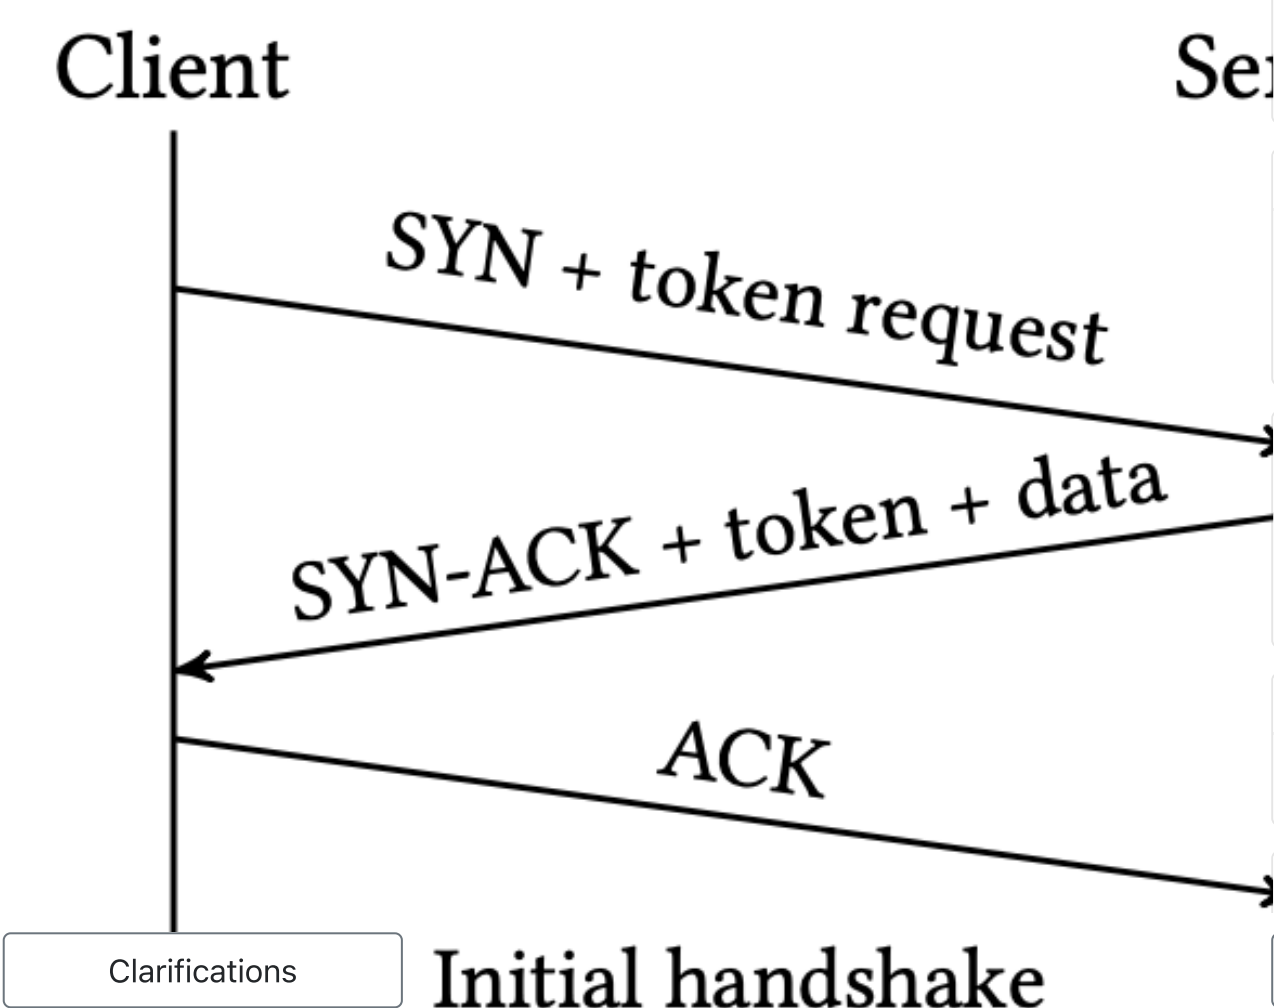 Client
SYN + token request
SYN-ACK + token + data
ACK
Clarifications
Initial handshake